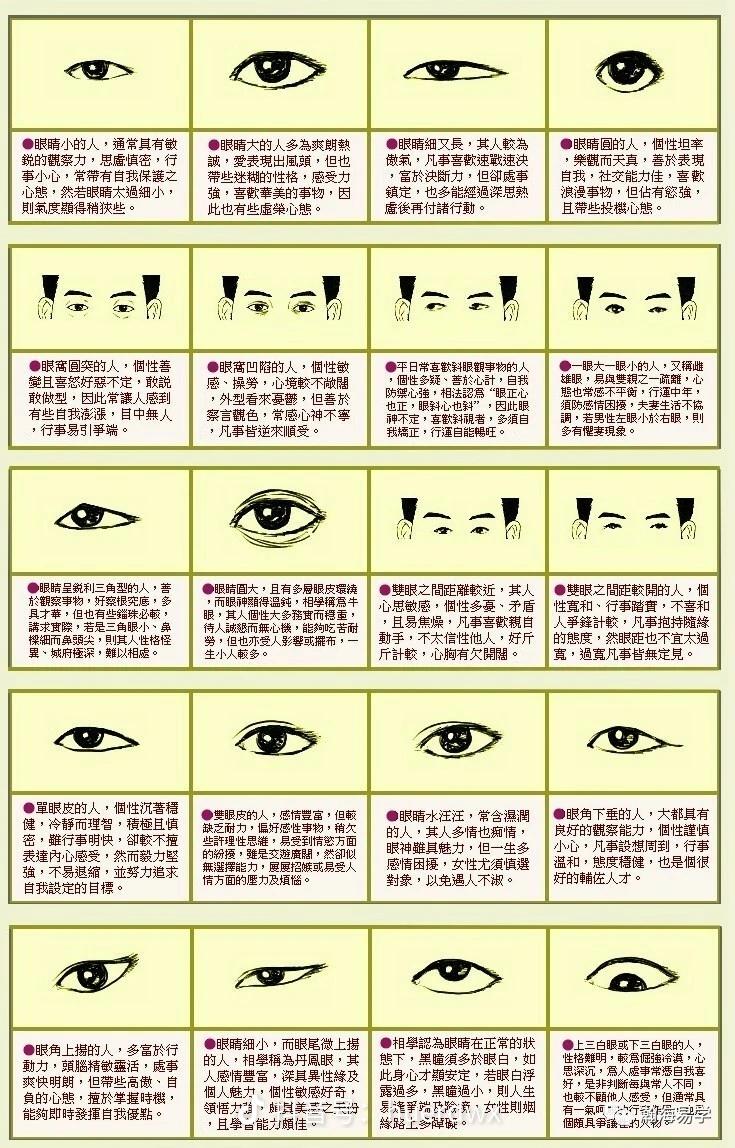 ●眼睛小的人，通常具有敏
銳的觀察力，思慮慎密，行
事小心，常帶有自我保護之
心態，然若眼睛太過細小，
則氣度顯得稍狹些。
●眼睛大的人多為爽朗熱
誠，愛表現出風頭，但也
帶些迷糊的性格，感受力
強，喜歡華美的事物，因
此也有些虛榮心態。
●眼睛細又長，其人較為
傲氣，凡事喜歡速戰速決
，富於決斷力，但卻處事
鎮定，也多能經過深思熟
慮後再付諸行動。
●眼睛圓的人，個性坦率
，樂觀而天真，善於表現
自我，社交能力佳，喜歡
浪漫事物，但佔有慾強，
且帶些投機心態。
●眼窩圓突的人，個性善
變且喜怒好惡不定，敢說
敢做型，因此常讓人感到
有些自我澎漲，目中無人
，行事易引爭端。
●眼窩凹陷的人，個性敏
感、操勞，心境較不敞闊
，外型看來憂鬱，但善於
察言觀色，常感心神不寧
，凡事皆逆來順受。
●平日常喜歡斜眼觀事物的人
，個性多疑、善於心計，自我
防禦心強，相法認爲“眼正心
也正，眼斜心也斜”，因此眼
神不定，喜歡斜視者，多須自
我矯正，行運自能暢旺。
●一眼大一眼小的人，又稱雌
雄眼，易與雙親之一疏離，心
態也常感不平衡，行運中年，
須防感情困擾，夫妻生活不協
調，若男性左眼小於右眼，則
多有懼妻現象。
●眼睛呈銳利三角型的人，善
於觀察事物，好察根究底，多
具才華，但也有些錙珠必較，
講求實際，若是三角眼小、鼻
樑細而鼻頭尖，則其人性格怪
異、城府極深，難以相處。
●眼睛圓大，且有多層眼皮環繞
，而眼神顯得溫鈍，相學稱為牛
眼，其人個性大多務實而穩重，
待人誠懇而無心機，能夠吃苦耐
勞，但也亦受人影響或擺布，一
生小人較多。
●雙眼之間距離較近，其人
心思敏感，個性多憂、矛盾
，且易焦燥，凡事喜歡親自
動手，不太信任他人，好斤
斤計較，心胸有欠開闊。
●雙眼之間距較開的人，個
性寬和、行事踏實，不喜和
人爭鋒計較，凡事抱持隨緣
的態度，然眼距也不宜太過
寬，過寬凡事皆無定見。
●單眼皮的人，個性沉著穩
健，冷靜而理智，積極且慎
密，雖行事明快，卻較不擅
表達內心感受，然而毅力堅
強，不易退縮，並努力追求
自我設定的目標。
●雙眼皮的人，感情豐富，但較
缺乏耐力，偏好感性事物，稍欠
些許理性思維，易受到情慾方面
的紛擾，雖是交遊廣闊，然卻似
無選擇能力，屢屢招嫉或易受人
情方面的壓力及煩惱。
●眼睛水汪汪，常含濕潤
的人，其人多情也痴情，
眼神雖具魅力，但一生多
感情困擾，女性尤須慎選
對象，以免遇人不淑。
●眼角下垂的人，大都具有
良好的觀察能力，個性謹慎
小心，凡事設想周到，行事
溫和，態度穩健，也是個很
好的輔佐人才。
●眼角上揚的人，多富於行
動力，頭腦精敏靈活，處事
爽快明朗，但帶高傲、自
負的心態，擅於掌握時機，
能夠即時發揮自我優點。
●眼睛細小，而眼尾微上揚
的人，相學稱為丹鳳眼，其
人感情豐富，深具異性緣及
個人魅力，個性敏感好奇，
領悟力
，且學習能力頗佳。
●相學認為眼睛在正常的狀
態下，黑瞳須多於眼白，如
此身心才顯安定，若眼白浮
露過多，黑瞳過小，則人生
易逢爭端及險流，女性則姻
緣路上多障礙。
●上三白眼或下三白眼的人，
性格難明，較為倔強冷漠，心
思深沉，為人處事常憑自我喜
好，是非判斷每與常人不同，
也較不顧他人感受，但通常具
有一氣呵
個頗具爭議性的人物。
瀚海易学